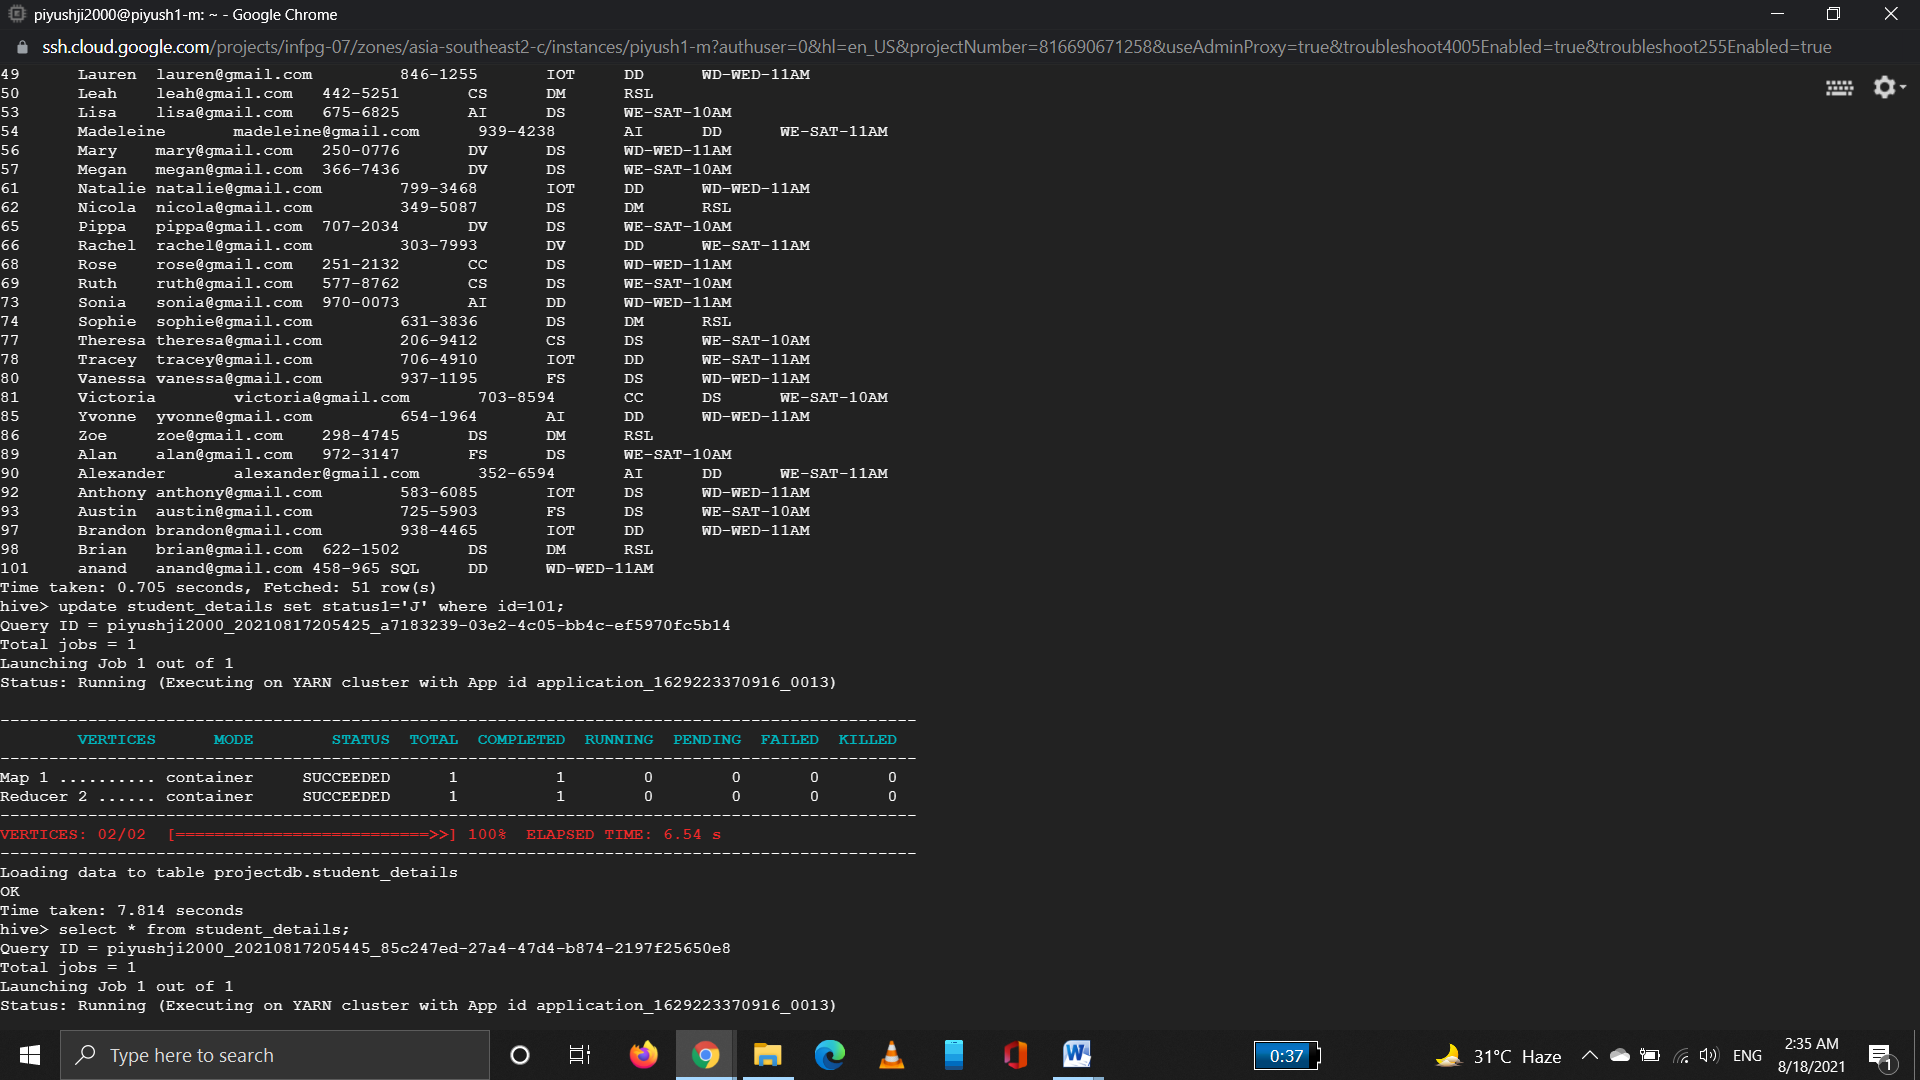 piyushji2000@piyush1-m: ~ - Google Chrome
ssh.cloud.google.com/projects/infpg-07/zones/asia-southeast2-c/instances/piyush1-m?authuser=0&hl=en_US&projectNumber=816690671258&useAdminProxy=true&troubleshoot4005Enabled=true&troubleshoot255Enabled=true
49 Lauren lauren@gmail.com 846-1255 IOT DD WD-WED-11AM
50 Leah leah@gmail.com 442-5251 CS DM RSL
53 Lisa lisa@gmail.com 675-6825 AI DS WE-SAT-10AM
54 Madeleine madeleine@gmail.com 939-4238 AI DD WE-SAT-11AM
56 Mary mary@gmail.com 250-0776 DV DS WD-WED-11AM
57 Megan megan@gmail.com 366-7436 DV DS WE-SAT-10AM
61 Natalie natalie@gmail.com 799-3468 IOT DD WD-WED-11AM
62 Nicola nicola@gmail.com 349-5087 DS DM RSL
65 Pippa pippa@gmail.com 707-2034 DV DS WE-SAT-10AM
66 Rachel rachel@gmail.com 303-7993 DV DD WE-SAT-11AM
68 Rose rose@gmail.com 251-2132 CC DS WD-WED-11AM
69 Ruth ruth@gmail.com 577-8762 CS DS WE-SAT-10AM
73 Sonia sonia@gmail.com 970-0073 AI DD WD-WED-11AM
74 Sophie sophie@gmail.com 631-3836 DS DM RSL
77 Theresa theresa@gmail.com 206-9412 CS DS WE-SAT-10AM
78 Tracey tracey@gmail.com 706-4910 IOT DD WE-SAT-11AM
80 Vanessa vanessa@gmail.com 937-1195 FS DS WD-WED-11AM
81 Victoria victoria@gmail.com 703-8594 CC DS WE-SAT-10AM
85 Yvonne yvonne@gmail.com 654-1964 AI DD WD-WED-11AM
86 Zoe zoe@gmail.com 298-4745 DS DM RSL
89 Alan alan@gmail.com 972-3147 FS DS WE-SAT-10AM
90 Alexander alexander@gmail.com 352-6594 AI DD WE-SAT-11AM
92 Anthony anthony@gmail.com 583-6085 IOT DS WD-WED-11AM
93 Austin austin@gmail.com 725-5903 FS DS WE-SAT-10AM
97 Brandon brandon@gmail.com 938-4465 IOT DD WD-WED-11AM
98 Brian brian@gmail.com 622-1502 DS DM RSL
101 anand anand@gmail.com 458-965 SQL DD WD-WED-11AM
Time taken: 0.705 seconds, Fetched: 51 row(s)
hive> update student_details set status1='J' where id=101;
Query ID = piyushji2000_20210817205425_a7183239-03e2-4c05-bb4c-ef5970fc5b14
Total jobs = 1
Launching Job 1 out of 1
Status: Running (Executing on YARN cluster with App id application_1629223370916_0013)
----------------------------------------------------------------------------------------------
VERTICES MODE STATUS TOTAL COMPLETED RUNNING PENDING FAILED KILLED
----------------------------------------------------------------------------------------------
Map 1 .......... container SUCCEEDED 1 1 0 0 0 0
Reducer 2 ...... container SUCCEEDED 1 1 0 0 0 0
----------------------------------------------------------------------------------------------
VERTICES: 02/02 [==========================>>] 100% ELAPSED TIME: 6.54 s
----------------------------------------------------------------------------------------------
Loading data to table projectdb.student_details
OK
Time taken: 7.814 seconds
hive> select * from student_details;
Query ID = piyushji2000_20210817205445_85c247ed-27a4-47d4-b874-2197f25650e8
Total jobs = 1
Launching Job 1 out of 1
Status: Running (Executing on YARN cluster with App id application_1629223370916_0013)
Type here to search
0:37
31°C Haze
ENG
2:35 AM
8/18/2021
1